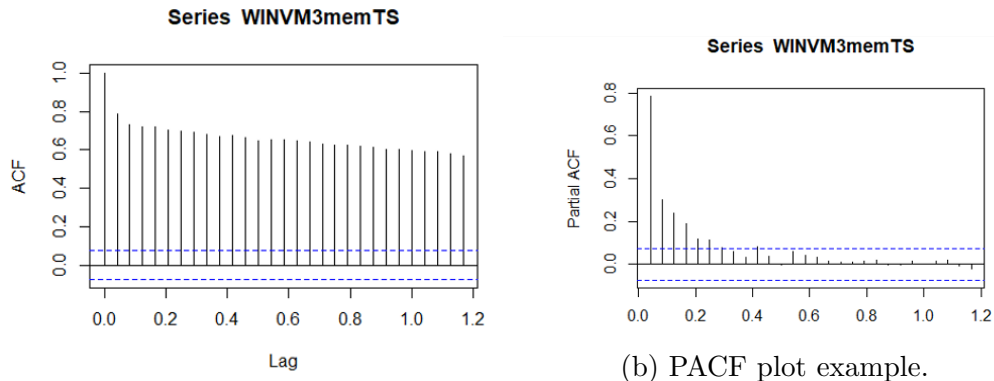 Series WINVM3memTS
ACF
1.0
0.8
0.6
0.4
0.2
0.0
0.0 0.2 0.4 0.6 0.8 1.0 1.2
Lag
Series WINVM3memTS
Partial ACF
0.8
0.6
0.4
0.2
0.0
0.0 0.2 0.4 0.6 0.8 1.0 1.2
(b) PACF plot example.